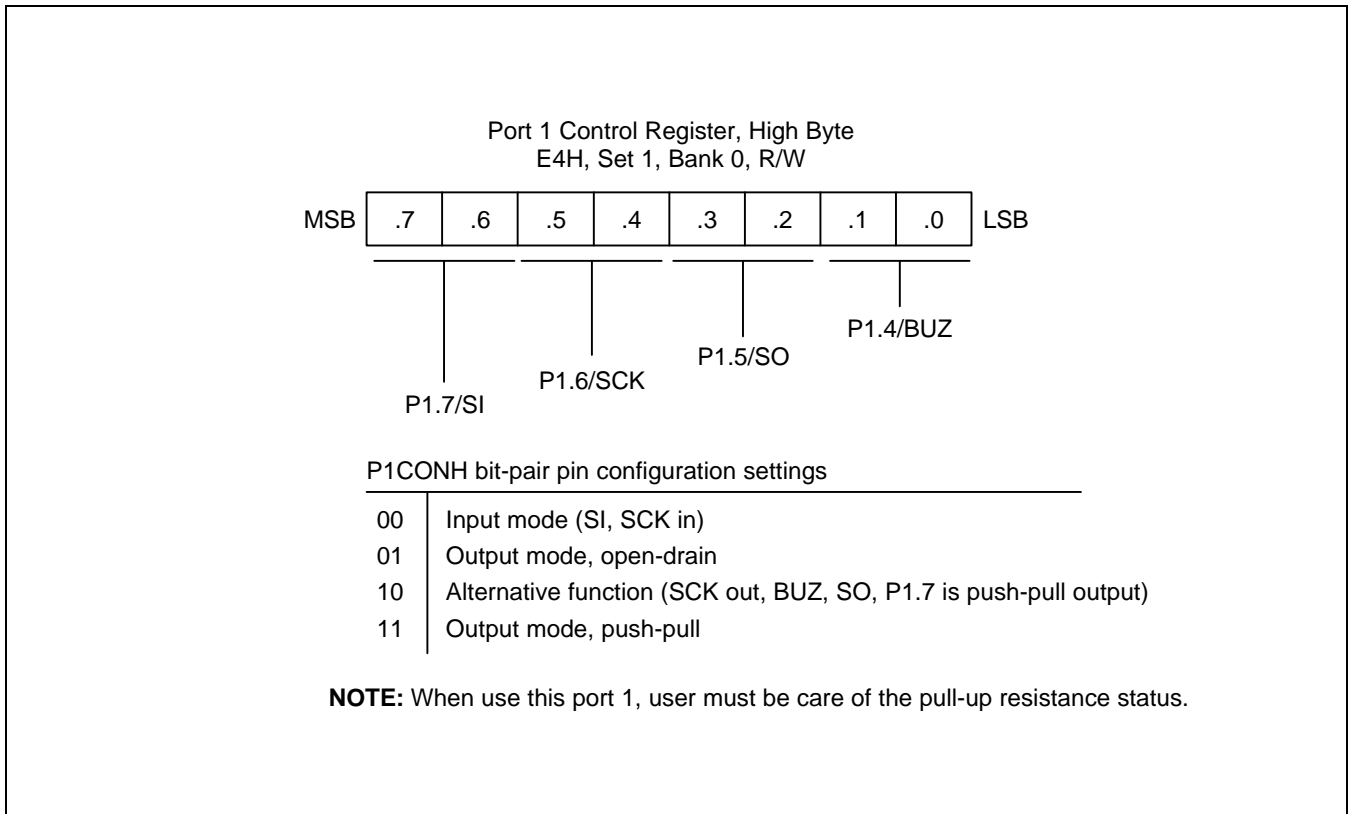 Port 1 Control Register, High Byte
E4H, Set 1, Bank 0, R/W
MSB .7 .6 .5 .4 .3 .2 .1 .0 LSB
P1.4/BUZ
P1.5/SO
P1.6/SCK
P1.7/SI
P1CONH bit-pair pin configuration settings
00 Input mode (SI, SCK in)
01 Output mode, open-drain
10 Alternative function (SCK out, BUZ, SO, P1.7 is push-pull output)
11 Output mode, push-pull
NOTE: When use this port 1, user must be care of the pull-up resistance status.